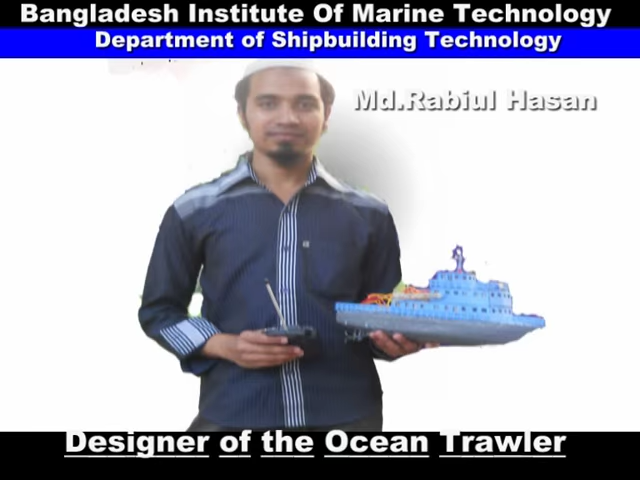 Bangladesh Institute Of Marine Technology
Department of Shipbuilding Technology
Md.Rabiul Hasan
Designer of the Ocean Trawler